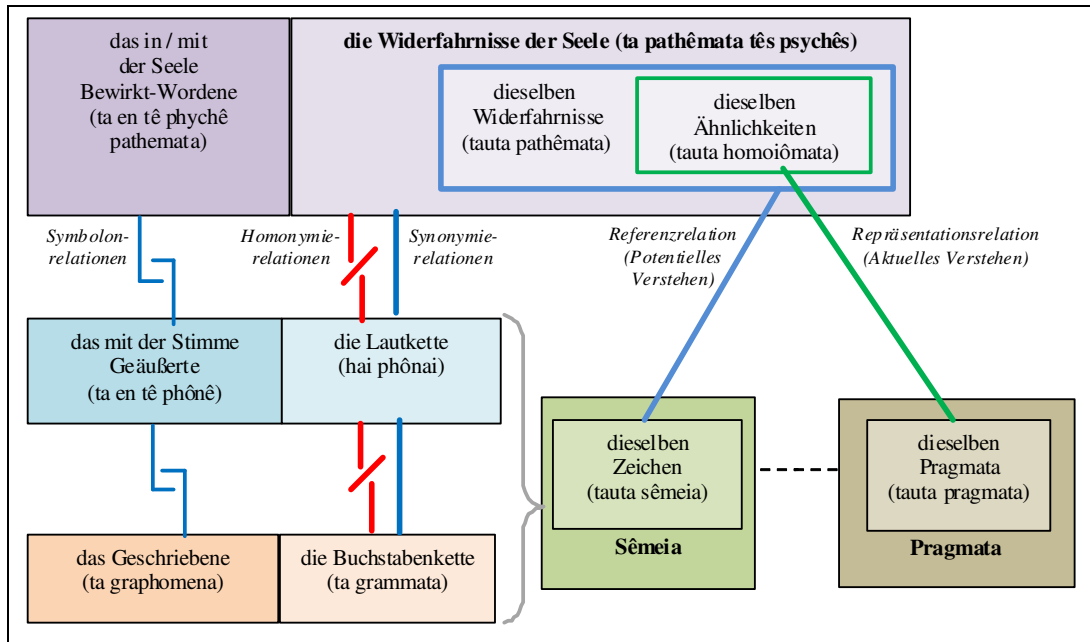 das in / mit
der Seele
Bewirkt-Wordene
(ta en tê phychê
pathemata)
die Widerfahrnisse der Seele (ta pathêmata tês psychês)
dieselben
Widerfahrnisse
(tauta pathêmata)
dieselben
Ähnlichkeiten
(tauta homoiômata)
Symbolon-
relationen
Homonymie-
relationen
Synonymie-
relationen
Referenzrelation
(Potentielles
Verstehen)
Repräsentationsrelation
(Aktuelles Verstehen)
das mit der Stimme
Geäußerte
(ta en tê phônê)
die Lautkette
(hai phônai)
dieselben
Zeichen
(tauta sêmeia)
Sêmeia
dieselben
Pragmata
(tauta pragmata)
Pragmata
das Geschriebene
(ta graphomena)
die Buchstabenkette
(ta grammata)